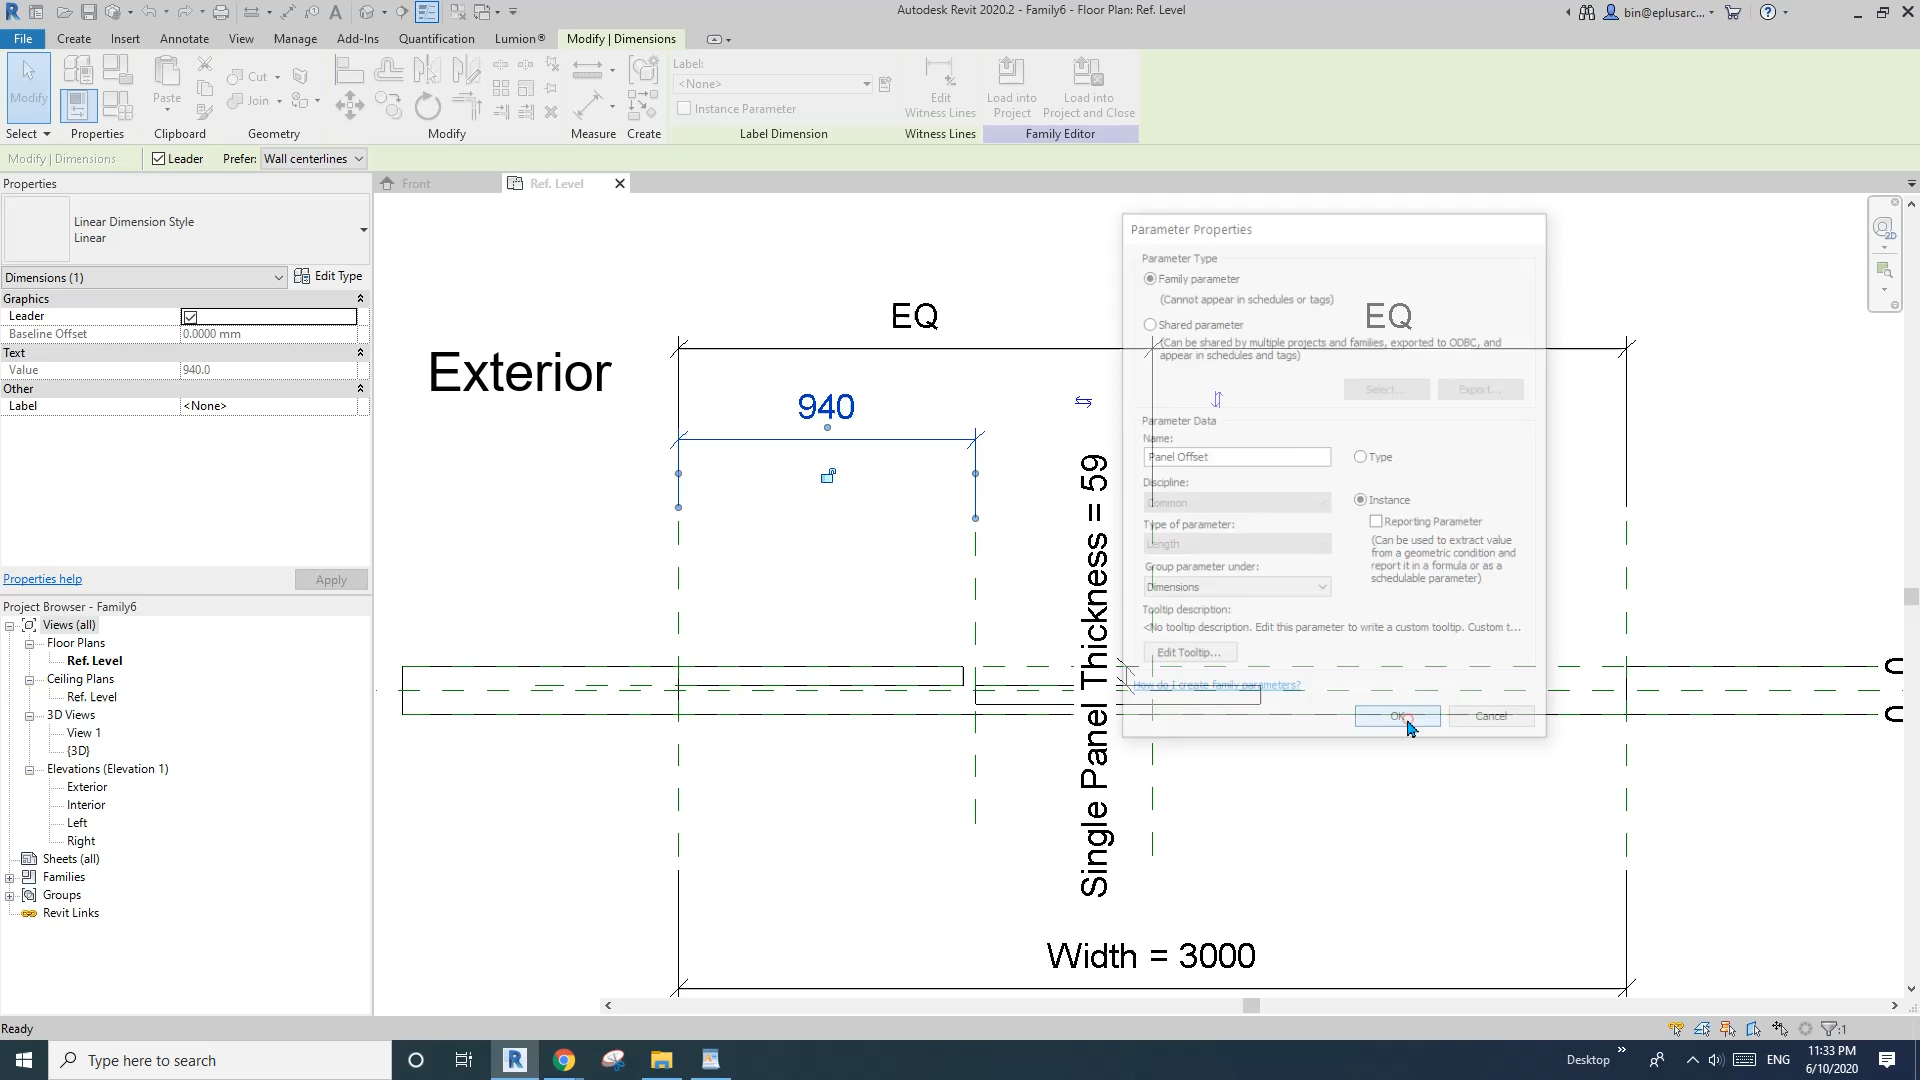 Autodesk Revit 2020.2 - Family6 - Floor Plan: Ref. Level
bin@eplusarc...
File Create Insert Annotate View Manage Add-Ins Quantification Lumion® Modify | Dimensions
Modify
Paste
Cut
Join
Label:
<None>
Instance Parameter
Edit
Witness Lines
Load into
Project
Load into
Project and Close
Select Properties Clipboard Geometry Modify Measure Create Label Dimension Witness Lines Family Editor
Modify | Dimensions Leader Prefer: Wall centerlines
Properties
Front
Ref. Level
Linear Dimension Style
Linear
Dimensions (1)
Edit Type
Graphics
Leader
Baseline Offset 0.0000 mm
Text
Value 940.0
Other
Label <None>
Properties help
Apply
Project Browser - Family6
Views (all)
Floor Plans
Ref. Level
Ceiling Plans
Ref. Level
3D Views
View 1
{3D}
Elevations (Elevation 1)
Exterior
Interior
Left
Right
Sheets (all)
Families
Groups
Revit Links
EQ
EQ
Exterior
940
Single Panel Thickness = 59
Width = 3000
Parameter Properties
Parameter Type
Family parameter
(Cannot appear in schedules or tags)
Shared parameter
(Can be shared by multiple projects and families, exported to ODBC, and
appear in schedules and tags)
Select...
Export...
Parameter Data
Name:
Panel Offset
Type
Discipline:
Common
Instance
Type of parameter:
Reporting Parameter
Length
(Can be used to extract value
from a geometric condition and
report it in a formula or as a
schedulable parameter)
Group parameter under:
Dimensions
Tooltip description:
<No tooltip description. Edit this parameter to write a custom tooltip. Custom t...
Edit Tooltip...
How do I create family parameters?
OK
Cancel
Ready
:1
Type here to search
Desktop
ENG
11:33 PM
6/10/2020